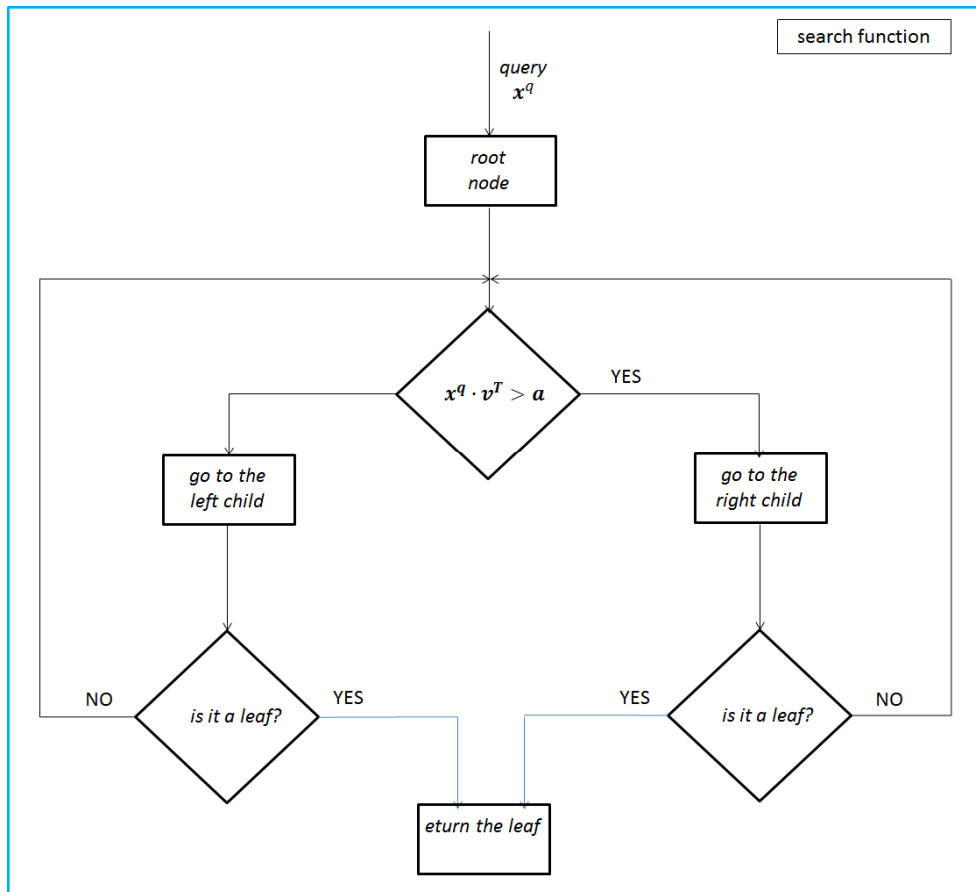 search function
query
x^q
root
node
x^q · v^T > a
YES
go to the
left child
go to the
right child
NO
is it a leaf?
YES
YES
is it a leaf?
NO
eturn the leaf